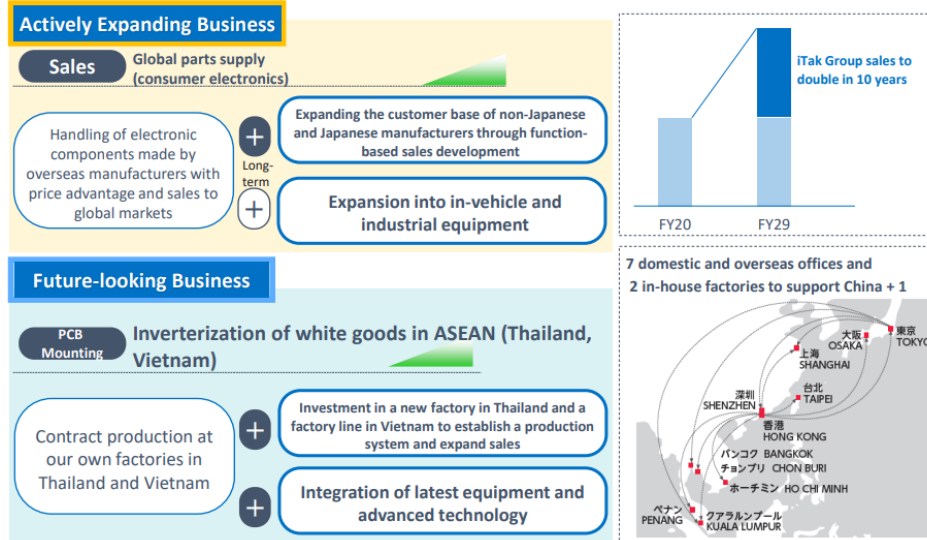 Actively Expanding Business
Sales
Global parts supply
(consumer electronics)
Handling of electronic
components made by
overseas manufacturers with
price advantage and sales to
global markets
+
Long-
term
+
Expanding the customer base of non-Japanese
and Japanese manufacturers through function-
based sales development
Expansion into in-vehicle and
industrial equipment
Future-looking Business
PCB
Mounting
Inverterization of white goods in ASEAN (Thailand,
Vietnam)
Contract production at
our own factories in
Thailand and Vietnam
+
+
Investment in a new factory in Thailand and a
factory line in Vietnam to establish a production
system and expand sales
Integration of latest equipment and
advanced technology
iTak Group sales to
double in 10 years
FY20
FY29
7 domestic and overseas offices and
2 in-house factories to support China + 1
大阪
OSAKA
東京
TOKYO
上海
SHANGHAI
台北
TAIPEI
深圳
SHENZHEN
香港
HONG KONG
バンコク BANGKOK
チョンブリ CHON BURI
ホーチミン HO CHI MINH
ペナン
PENANG
クアラルンプール
KUALA LUMPUR